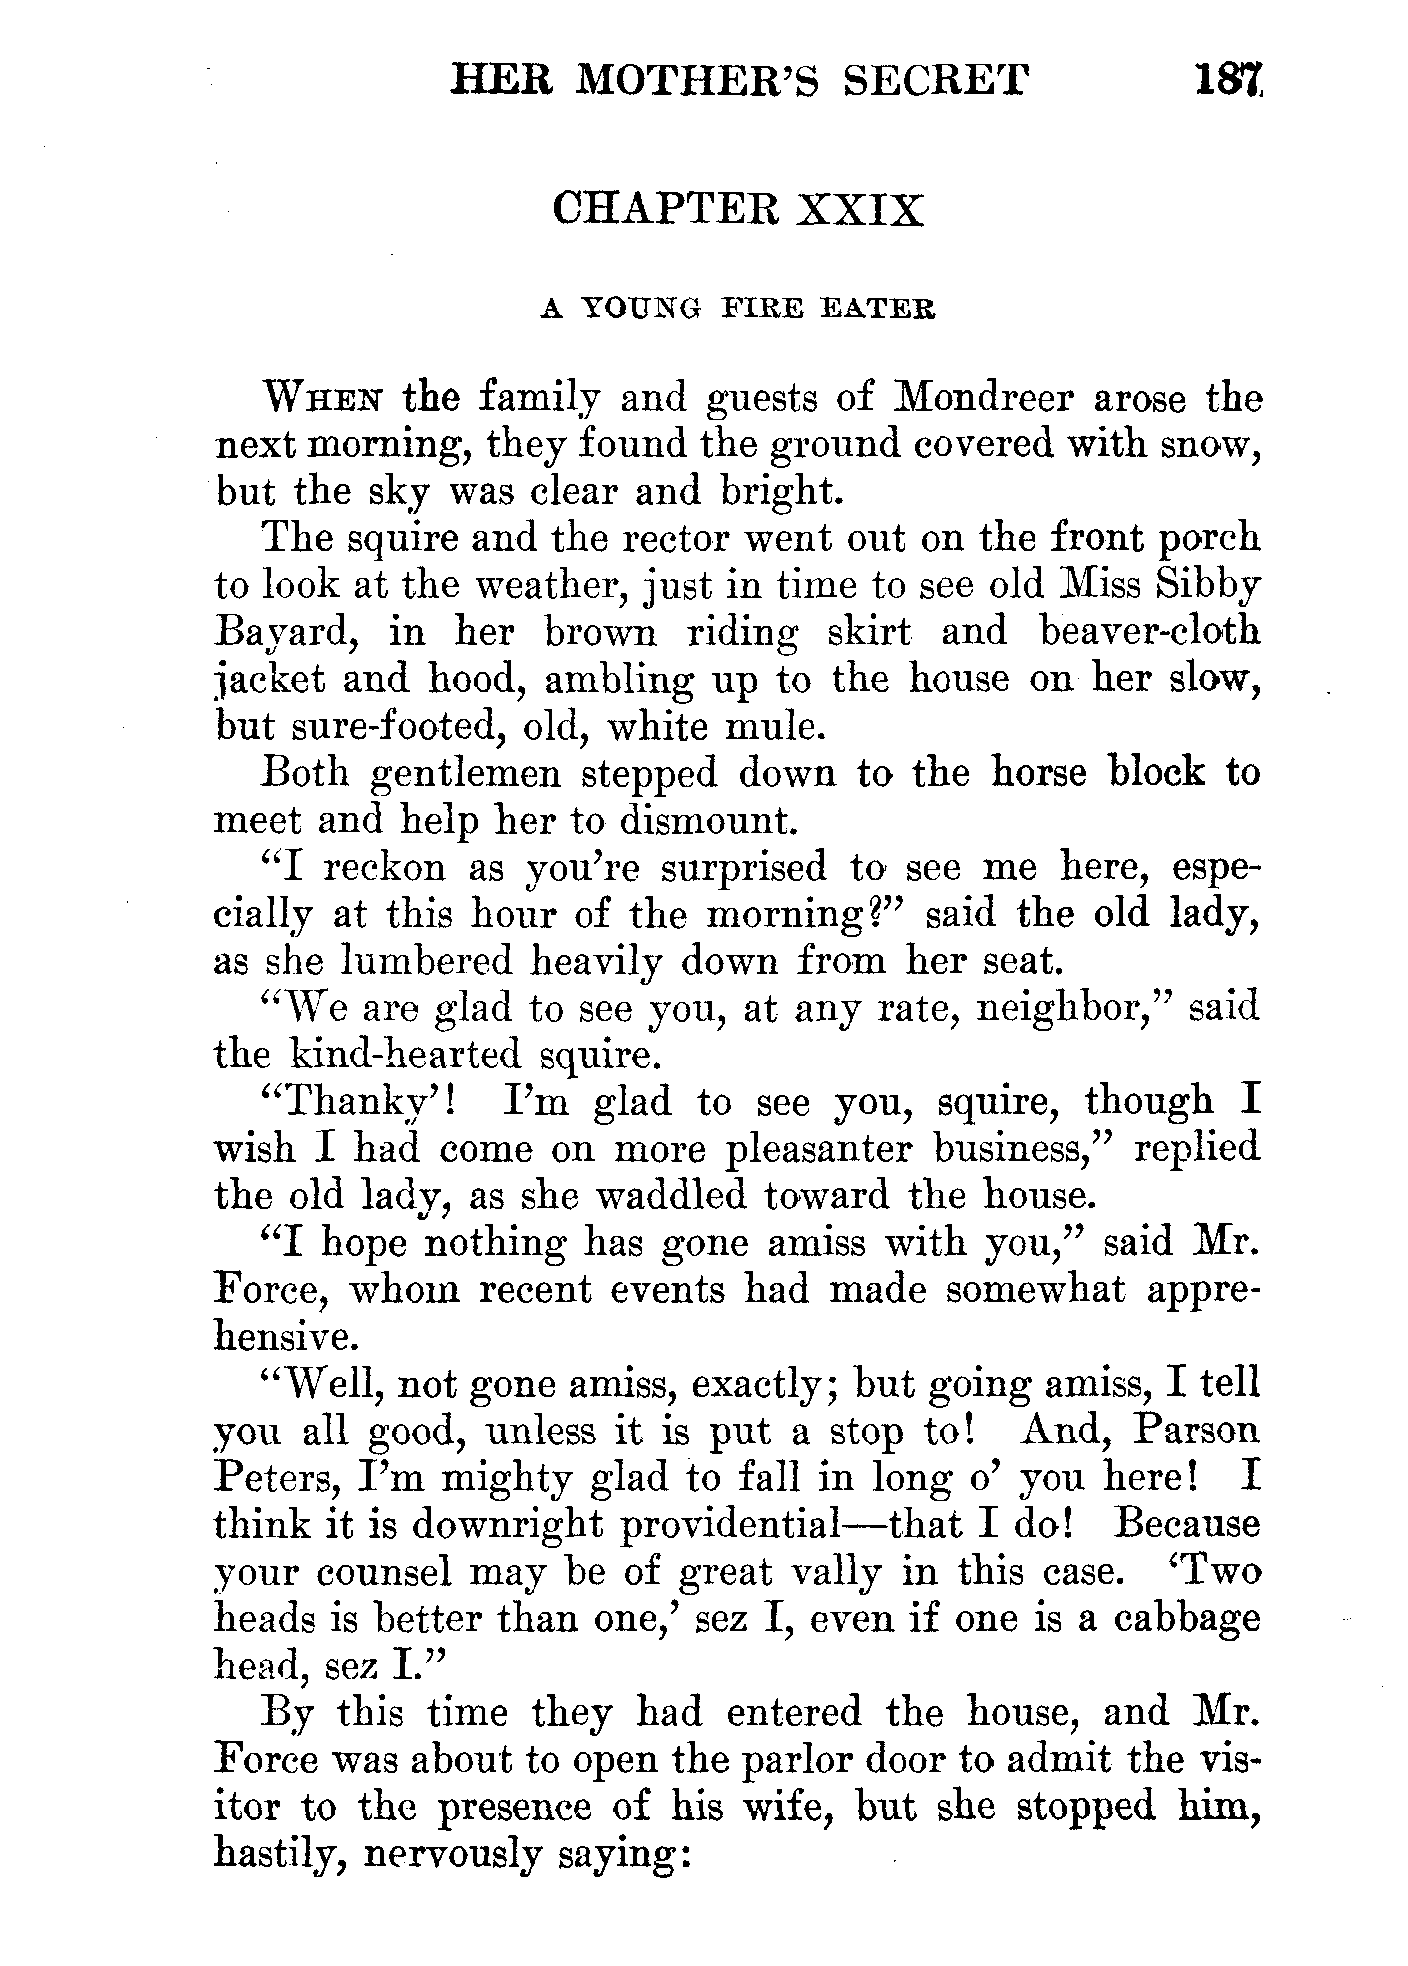 HER MOTHER'S SECRET 187
CHAPTER XXIX
A YOUNG FIRE EATER
WHEN the family and guests of Mondreer arose the
next morning, they found the ground covered with snow,
but the sky was clear and bright.
The squire and the rector went out on the front porch
to look at the weather, just in time to see old Miss Sibby
Bayard, in her brown riding skirt and beaver-cloth
jacket and hood, ambling up to the house on her slow,
but sure-footed, old, white mule.
Both gentlemen stepped down to the horse block to
meet and help her to dismount.
“I reckon as you’re surprised to see me here, espe-
cially at this hour of the morning?” said the old lady,
as she lumbered heavily down from her seat.
“We are glad to see you, at any rate, neighbor,” said
the kind-hearted squire.
“Thanky’! I’m glad to see you, squire, though I
wish I had come on more pleasanter business,” replied
the old lady, as she waddled toward the house.
“I hope nothing has gone amiss with you,” said Mr.
Force, whom recent events had made somewhat appre-
hensive.
“Well, not gone amiss, exactly; but going amiss, I tell
you all good, unless it is put a stop to! And, Parson
Peters, I’m mighty glad to fall in long o’ you here! I
think it is downright providential—that I do! Because
your counsel may be of great vally in this case. ‘Two
heads is better than one,’ sez I, even if one is a cabbage
head, sez I.”
By this time they had entered the house, and Mr.
Force was about to open the parlor door to admit the vis-
itor to the presence of his wife, but she stopped him,
hastily, nervously saying: